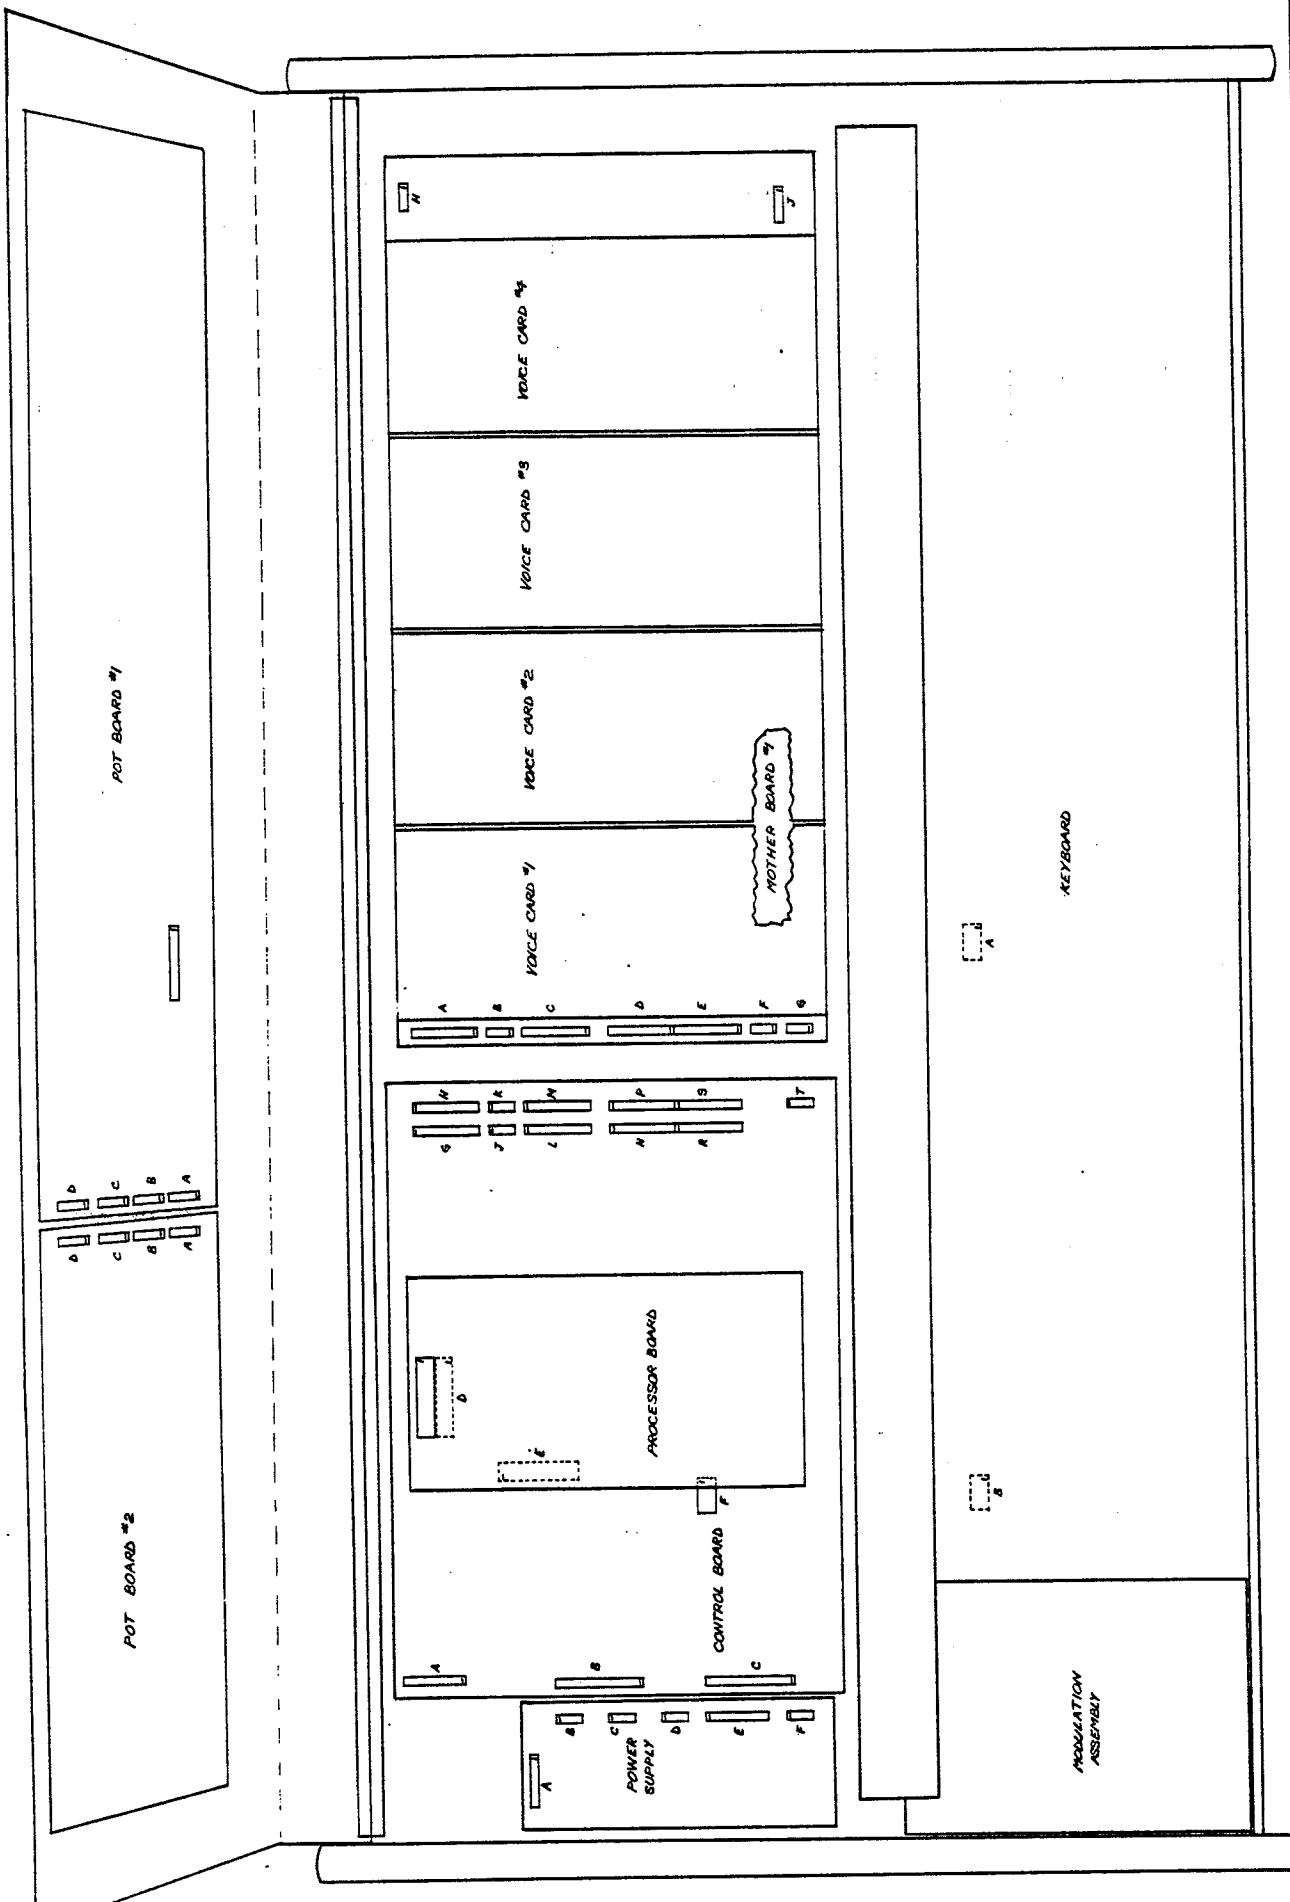 POT BOARD #2
D
C
B
A
POT BOARD #1
D
C
B
A
POWER
SUPPLY
A
B
C
D
E
F
CONTROL BOARD
A
B
C
D
E
F
PROCESSOR BOARD
G
H
J
K
L
M
N
P
R
S
T
A
B
C
D
E
F
G
VOICE CARD #1
VOICE CARD #2
VOICE CARD #3
VOICE CARD #4
MOTHER BOARD #1
H
J
MODULATION
ASSEMBLY
KEYBOARD
B
A